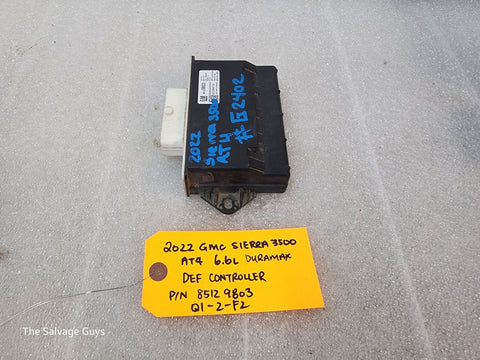 2022
Sierra 3500
AT4
# G2402
2022 GMC SIERRA 3500
AT4 6.6L DURAMAX
DEF CONTROLLER
P/N 8512 9803
Q1-2-F2
The Salvage Guys